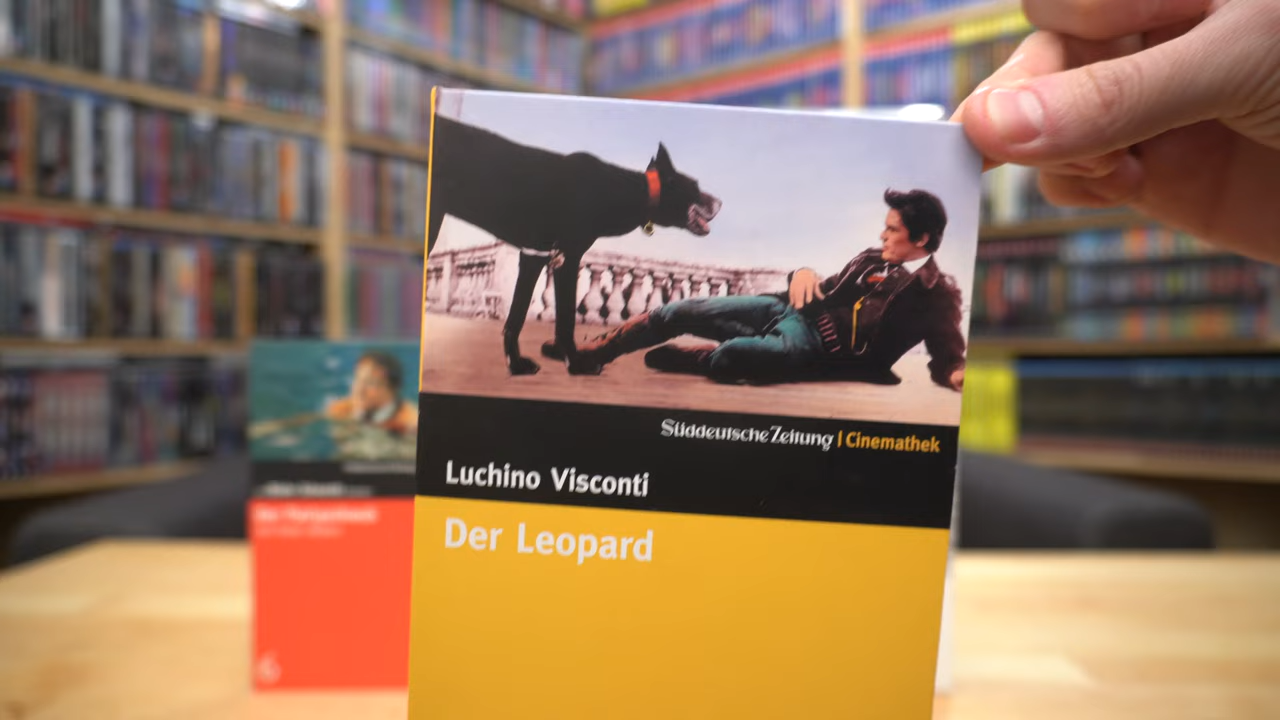 Süddeutsche Zeitung | Cinemathek
Luchino Visconti
Der Leopard